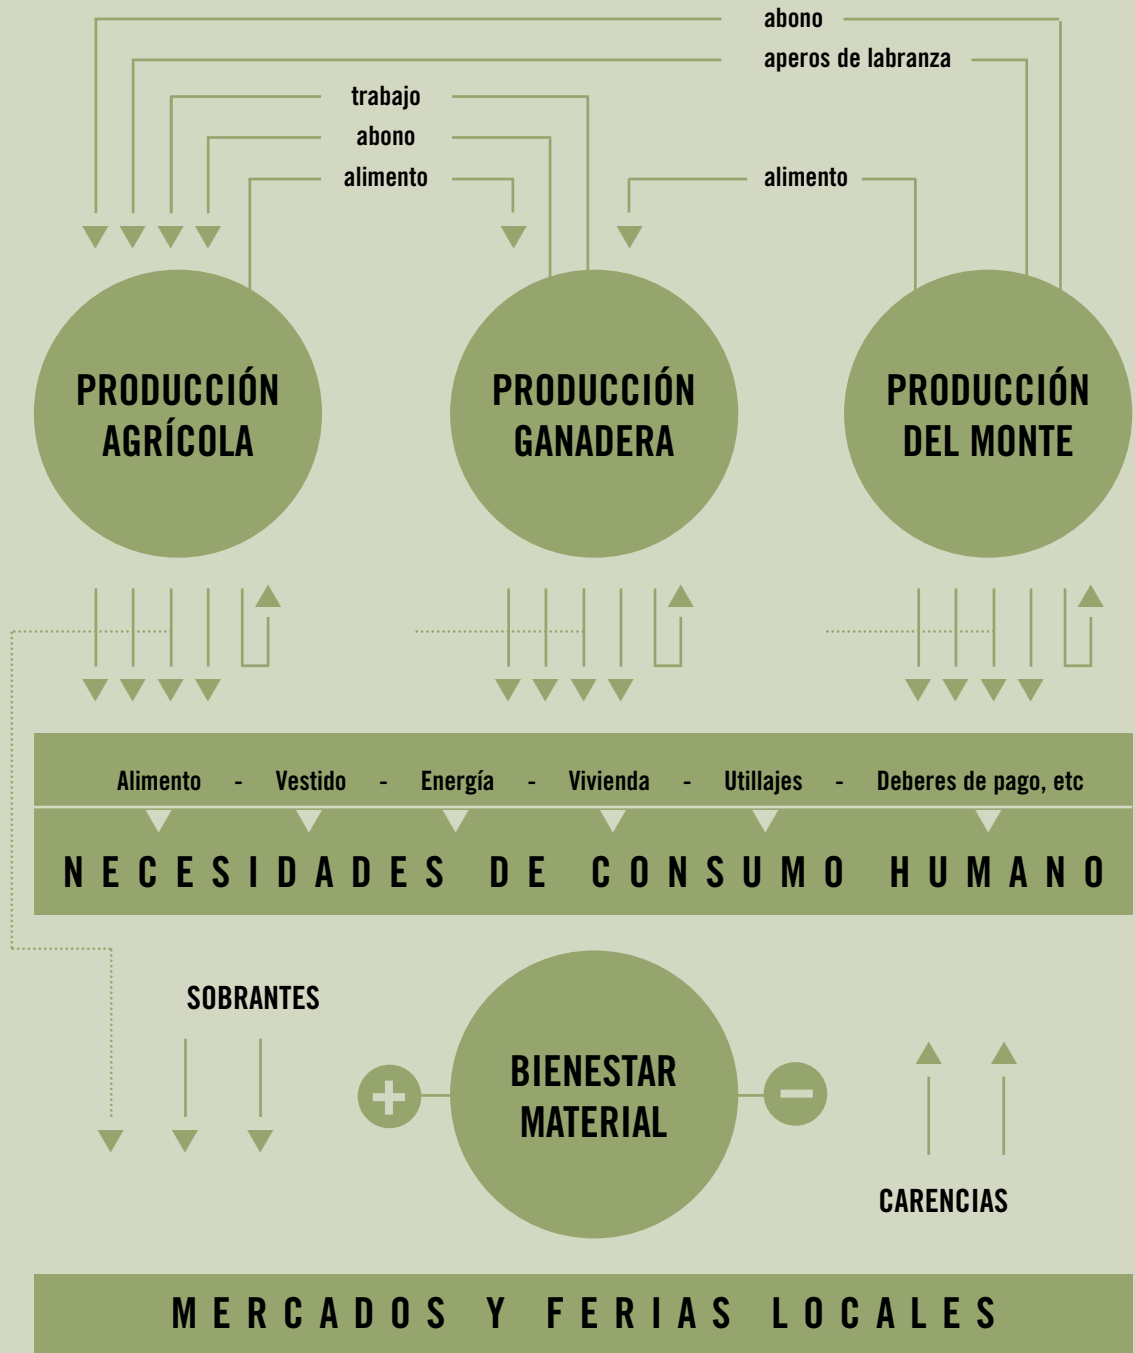 abono
aperos de labranza
trabajo
abono
alimento
alimento
PRODUCCIÓN
AGRÍCOLA
PRODUCCIÓN
GANADERA
PRODUCCIÓN
DEL MONTE
Alimento - Vestido - Energía - Vivienda - Utillajes - Deberes de pago, etc
NECESIDADES DE CONSUMO HUMANO
SOBRANTES
+
BIENESTAR
MATERIAL
−
CARENCIAS
MERCADOS Y FERIAS LOCALES